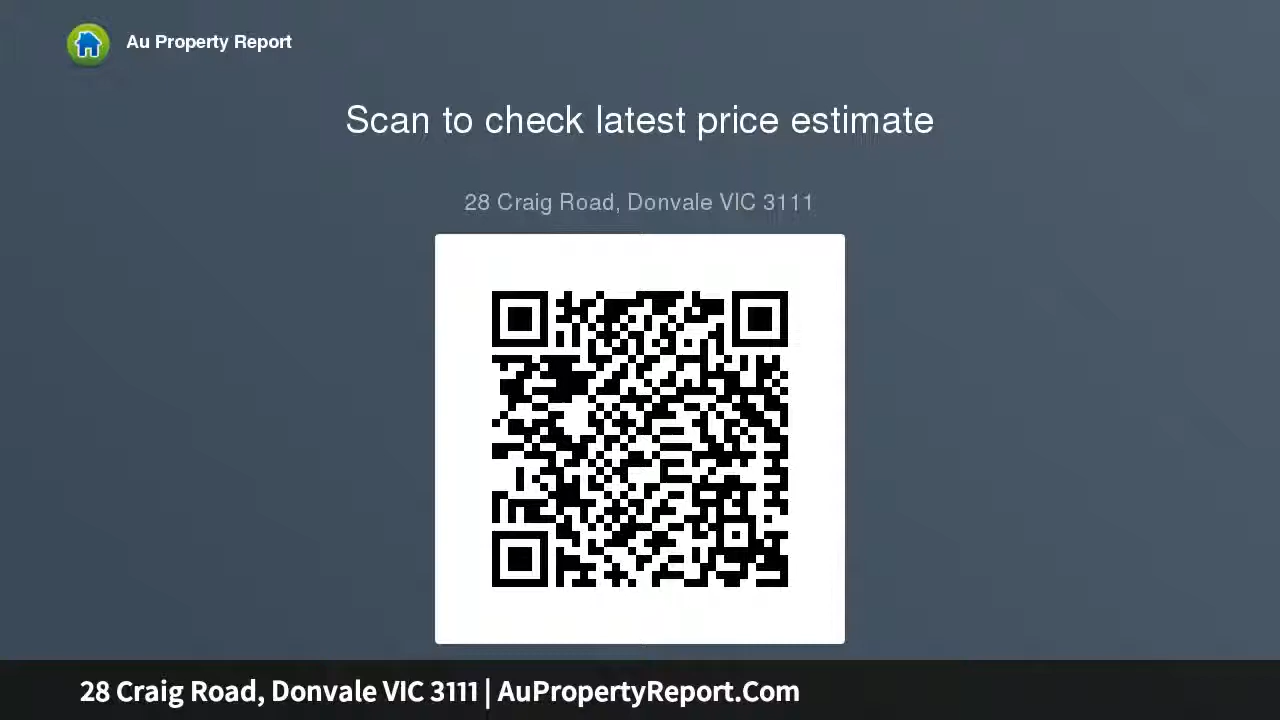 Au Property Report
Scan to check latest price estimate
28 Craig Road, Donvale VIC 3111
28 Craig Road, Donvale VIC 3111 | AuPropertyReport.Com